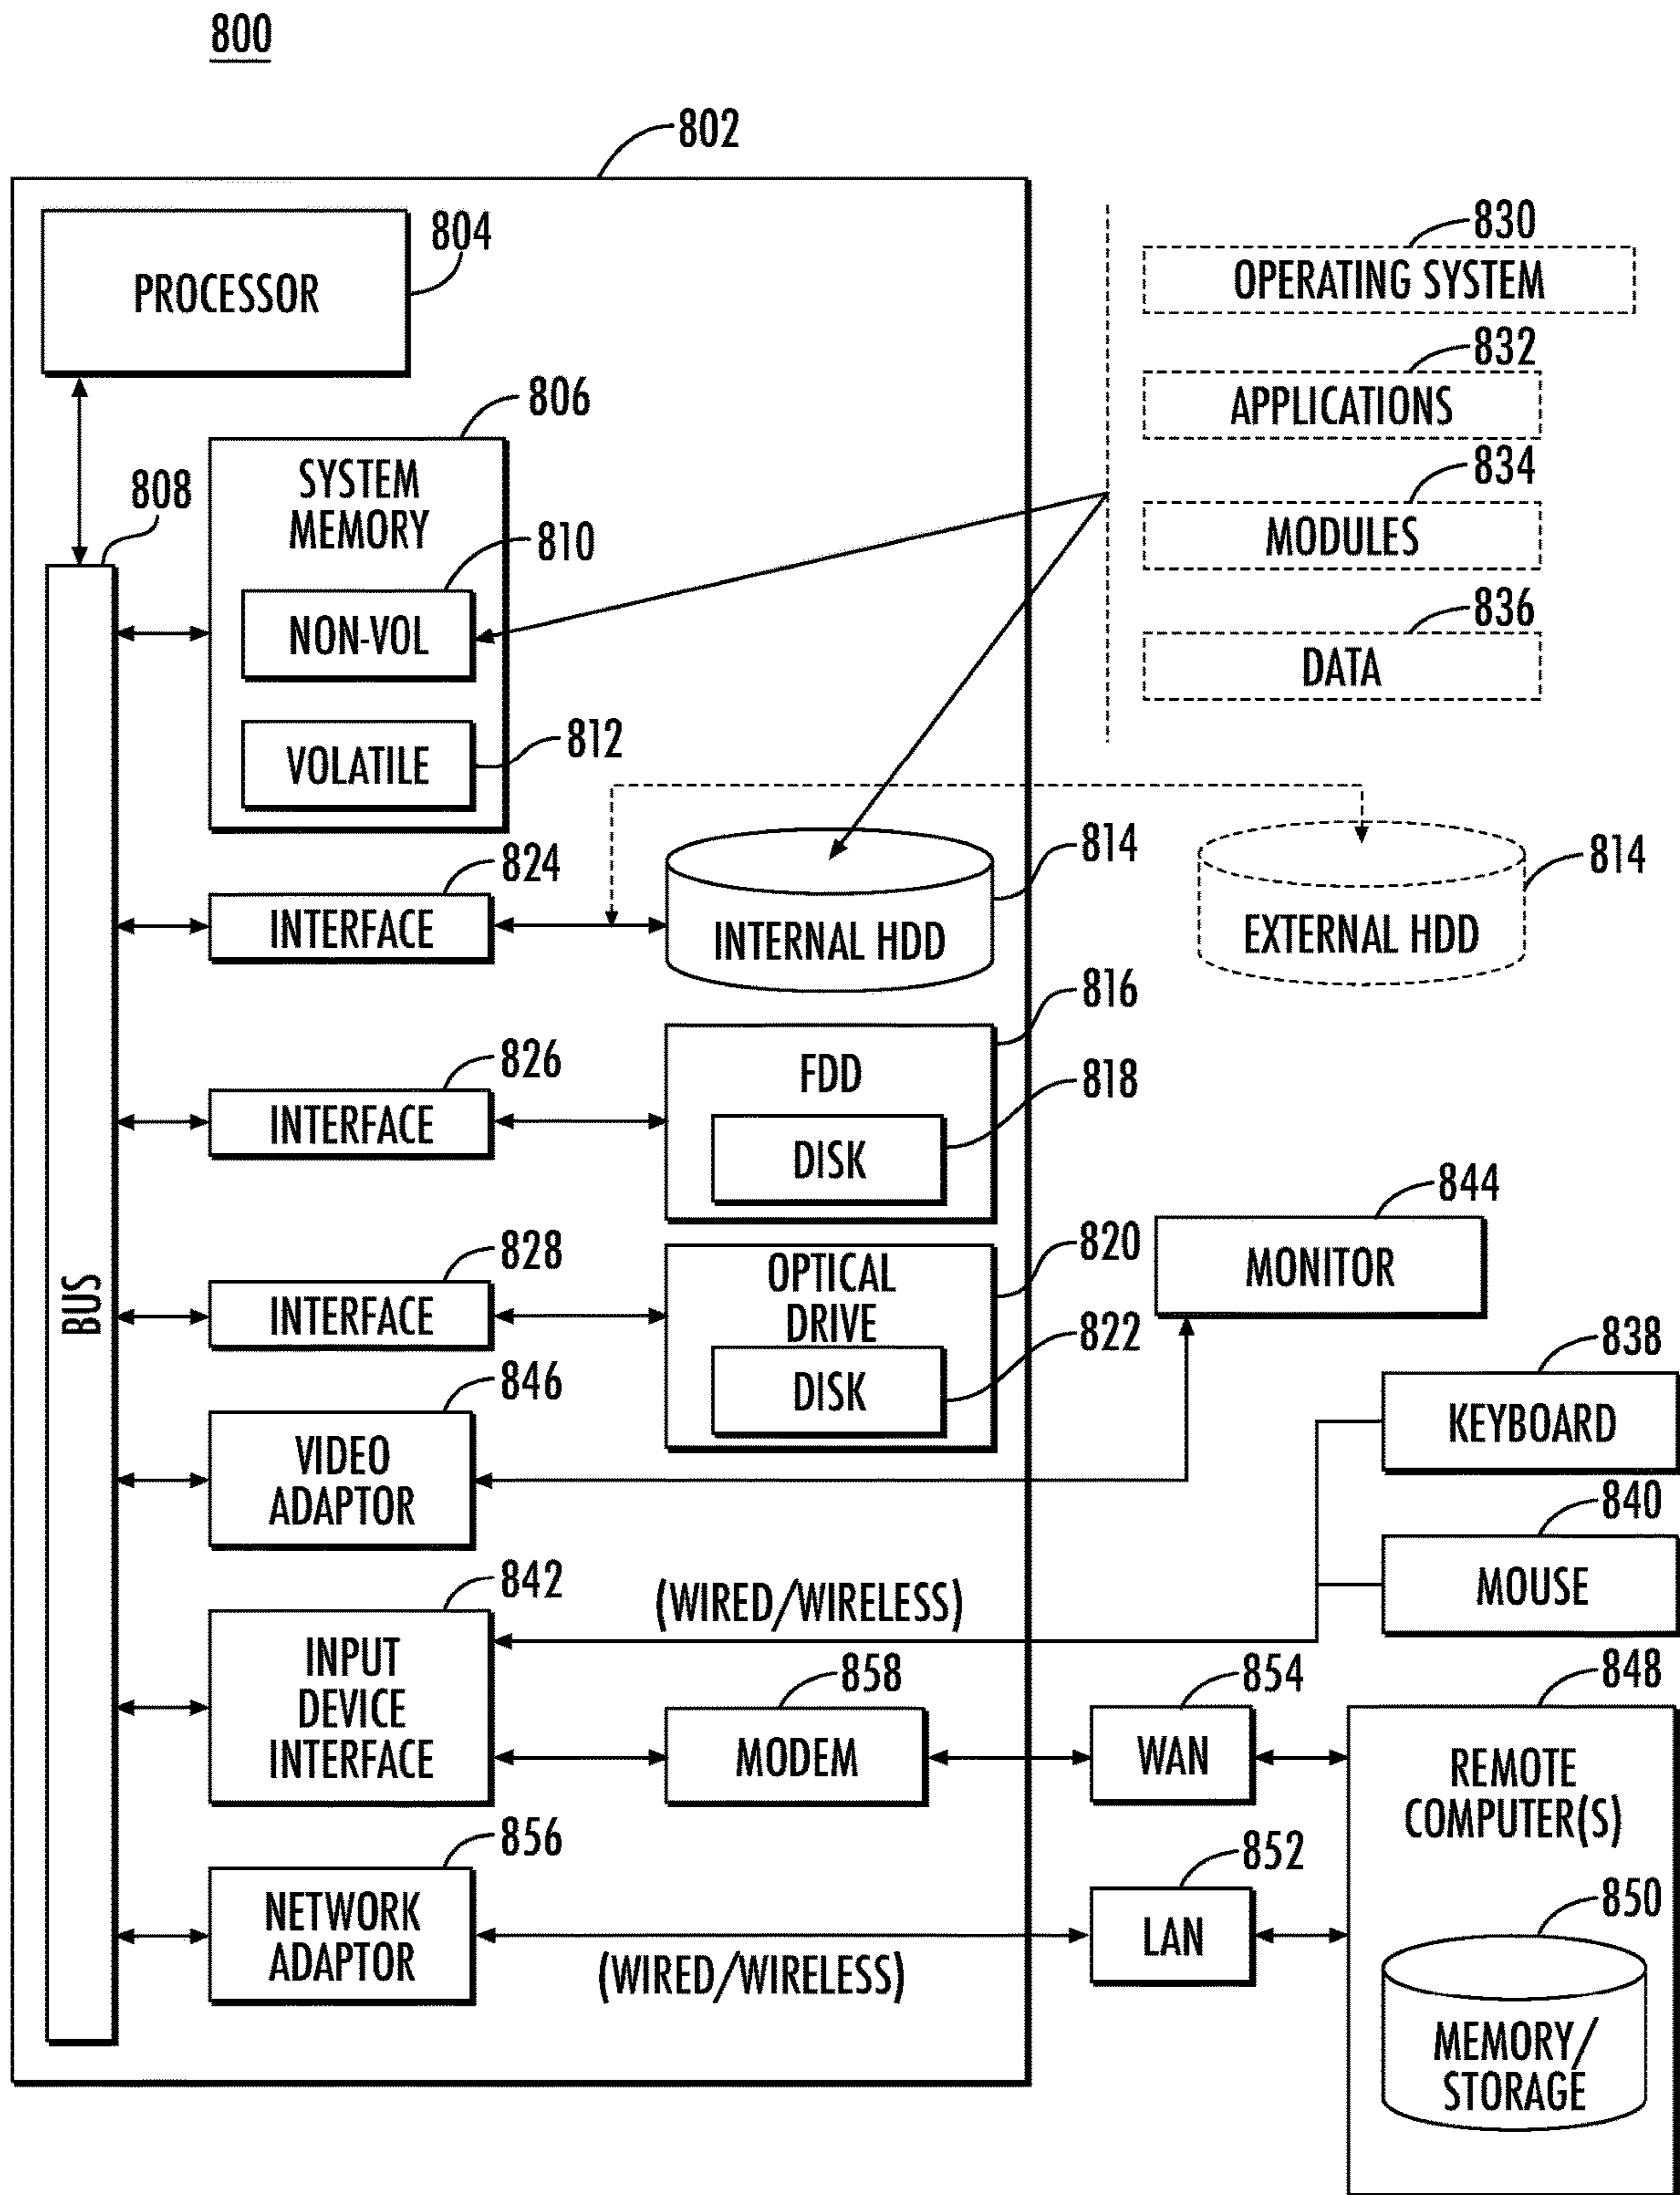 800
802
PROCESSOR
804
830
OPERATING SYSTEM
832
APPLICATIONS
834
MODULES
836
DATA
806
SYSTEM
MEMORY
808
810
NON-VOL
812
VOLATILE
BUS
824
INTERFACE
814
INTERNAL HDD
814
EXTERNAL HDD
826
INTERFACE
816
FDD
818
DISK
828
INTERFACE
820
OPTICAL
DRIVE
822
DISK
844
MONITOR
846
VIDEO
ADAPTOR
838
KEYBOARD
840
MOUSE
842
INPUT
DEVICE
INTERFACE
(WIRED/WIRELESS)
858
MODEM
854
WAN
848
REMOTE
COMPUTER(S)
856
NETWORK
ADAPTOR
(WIRED/WIRELESS)
852
LAN
850
MEMORY/
STORAGE